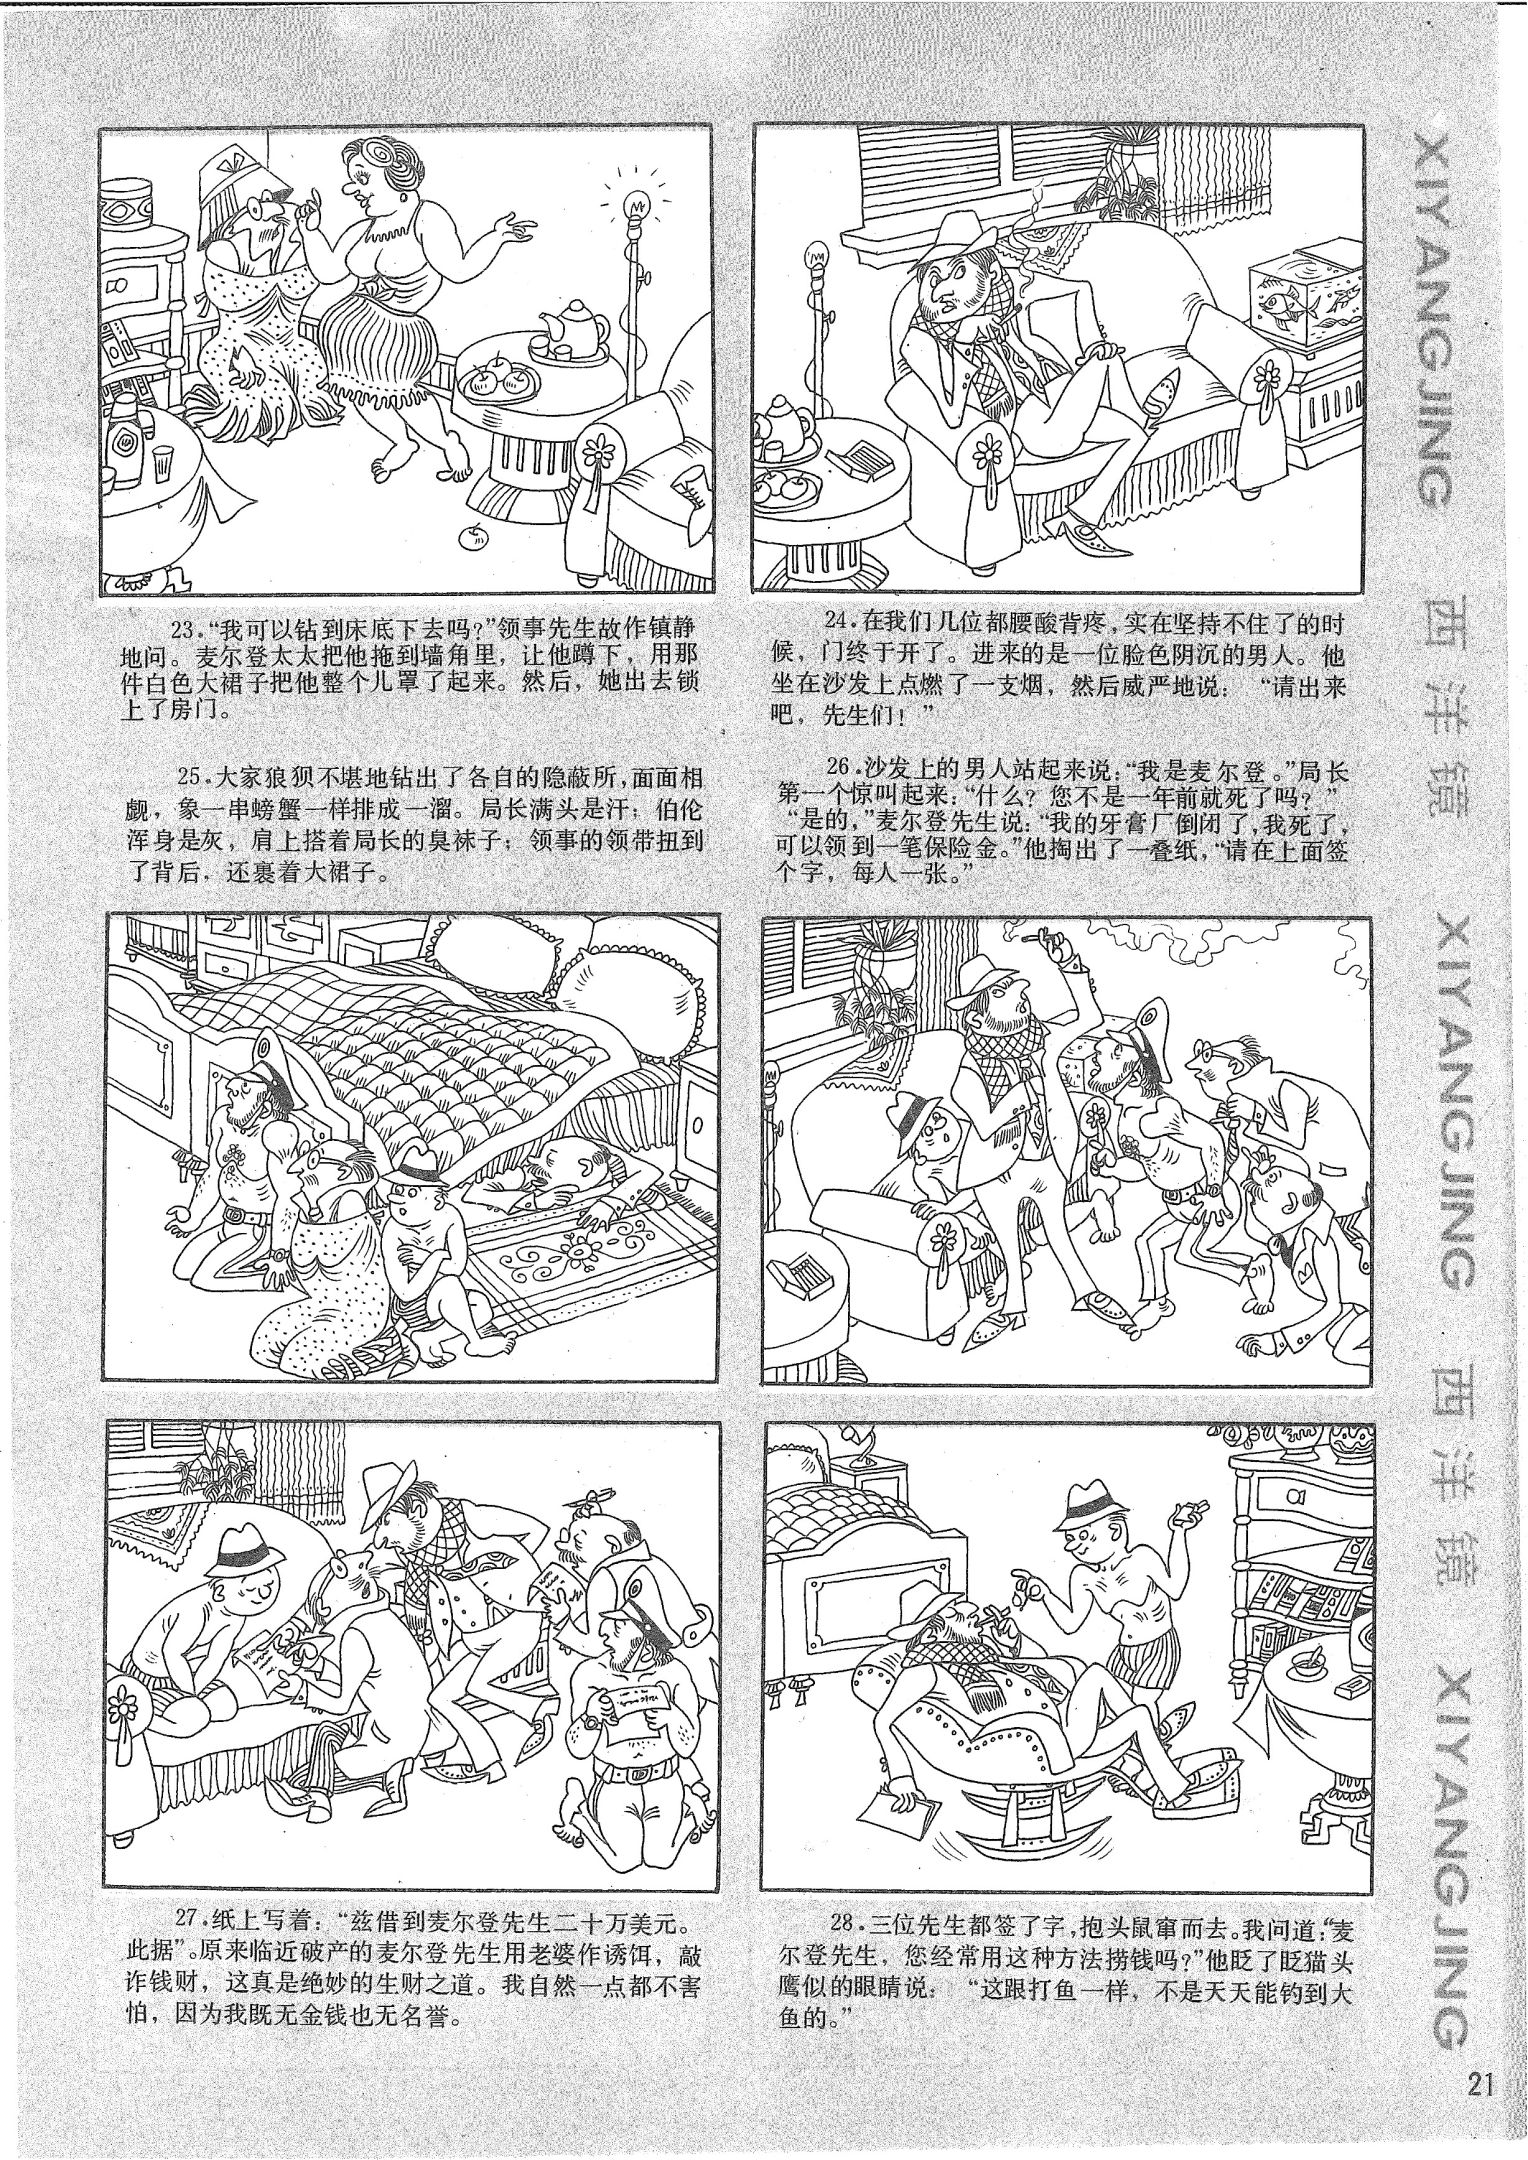 23.“我可以钻到床底下去吗？”领事先生故作镇静
地问。麦尔登太太把他拖到墙角里，让他蹲下，用那
件白色大裙子把他整个儿罩了起来。然后，她出去锁
上了房门。
24.在我们几位都腰酸背疼，实在坚持不住了的时
候，门终于开了。进来的是一位脸色阴沉的男人。他
坐在沙发上点燃了一支烟，然后威严地说：“请出来
吧，先生们！”
25.大家狼狈不堪地钻出了各自的隐蔽所，面面相
觑，象一串螃蟹一样排成一溜。局长满头是汗；伯伦
浑身是灰，肩上搭着局长的臭袜子；领事的领带扭到
了背后，还裹着大裙子。
26.沙发上的男人站起来说：“我是麦尔登。”局长
第一个惊叫起来：“什么？您不是一年前就死了吗？”
“是的，”麦尔登先生说：“我的牙膏厂倒闭了，我死了，
可以领到一笔保险金。”他掏出了一叠纸，“请在上面签
个字，每人一张。”
27.纸上写着：“兹借到麦尔登先生二十万美元。
此据”。原来临近破产的麦尔登先生用老婆作诱饵，敲
诈钱财，这真是绝妙的生财之道。我自然一点都不害
怕，因为我既无金钱也无名誉。
28.三位先生都签了字，抱头鼠窜而去。我问道：“麦
尔登先生，您经常用这种方法捞钱吗？”他眨了眨猫头
鹰似的眼睛说：“这跟打鱼一样，不是天天能钓到大
鱼的。”
XIYANGJING 西洋镜 XIYANGJING 西洋镜 XIYANGJING
21